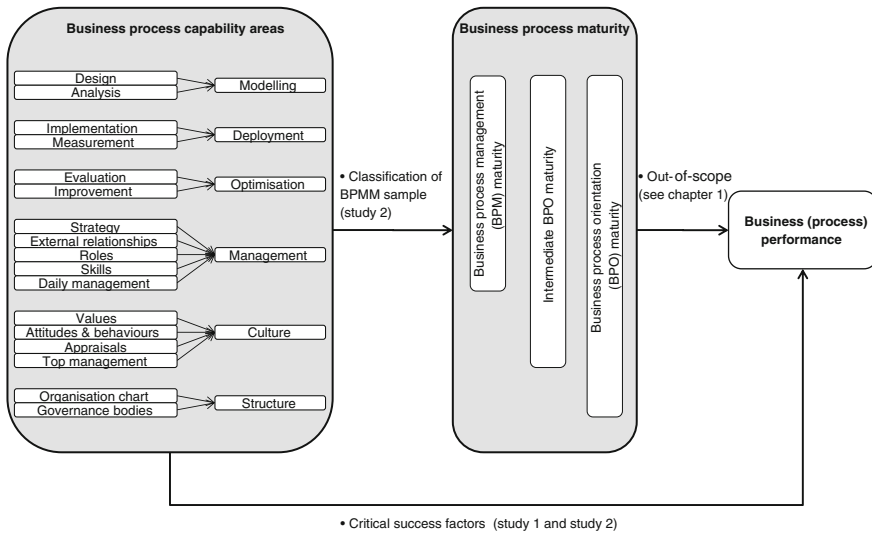 Business process capability areas
Design
Analysis
Modelling
Implementation
Measurement
Deployment
Evaluation
Improvement
Optimisation
Strategy
External relationships
Roles
Skills
Daily management
Management
Values
Attitudes & behaviours
Appraisals
Top management
Culture
Organisation chart
Governance bodies
Structure
• Classification of
BPMM sample
(study 2)
Business process maturity
Business process management
(BPM) maturity
Intermediate BPO maturity
Business process orientation
(BPO) maturity
• Out-of-scope
(see chapter 1)
Business (process)
performance
• Critical success factors (study 1 and study 2)